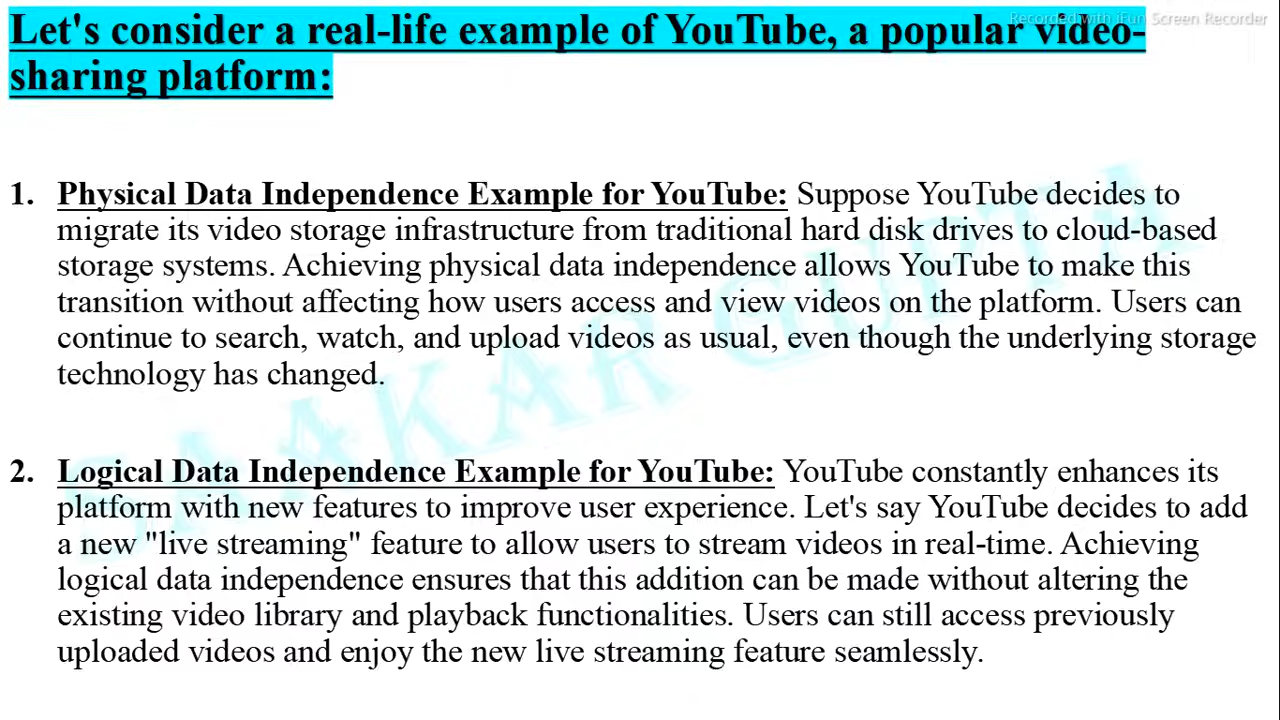 Recorded with iFun Screen Recorder
Let's consider a real-life example of YouTube, a popular video-
sharing platform:
1. Physical Data Independence Example for YouTube: Suppose YouTube decides to
migrate its video storage infrastructure from traditional hard disk drives to cloud-based
storage systems. Achieving physical data independence allows YouTube to make this
transition without affecting how users access and view videos on the platform. Users can
continue to search, watch, and upload videos as usual, even though the underlying storage
technology has changed.
2. Logical Data Independence Example for YouTube: YouTube constantly enhances its
platform with new features to improve user experience. Let's say YouTube decides to add
a new "live streaming" feature to allow users to stream videos in real-time. Achieving
logical data independence ensures that this addition can be made without altering the
existing video library and playback functionalities. Users can still access previously
uploaded videos and enjoy the new live streaming feature seamlessly.
SAAKAR GUPTA